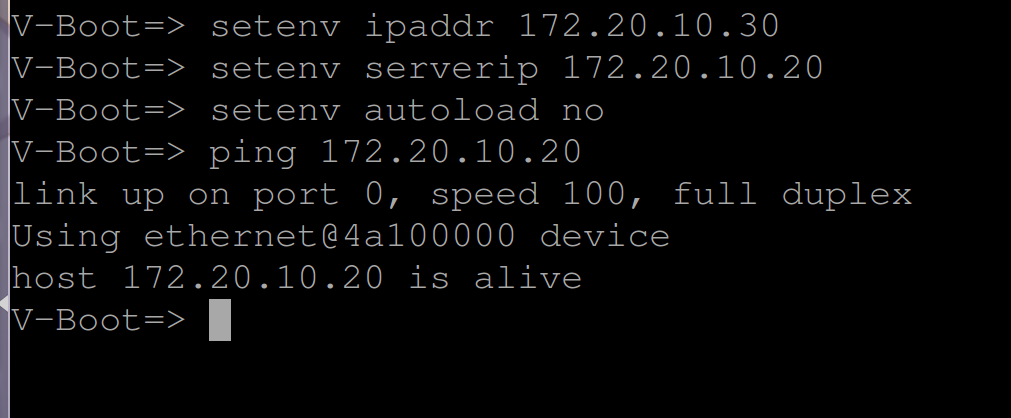 V-Boot=> setenv ipaddr 172.20.10.30
V-Boot=> setenv serverip 172.20.10.20
V-Boot=> setenv autoload no
V-Boot=> ping 172.20.10.20
link up on port 0, speed 100, full duplex
Using ethernet@4a100000 device
host 172.20.10.20 is alive
V-Boot=>